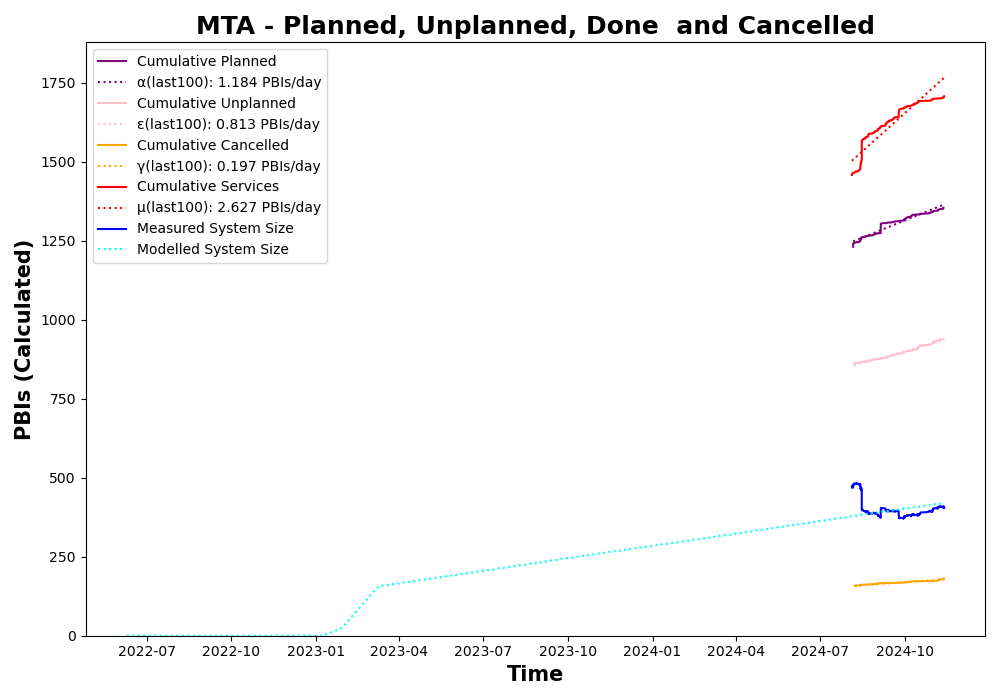 MTA - Planned, Unplanned, Done  and Cancelled
Cumulative Planned
α(last100): 1.184 PBIs/day
Cumulative Unplanned
ε(last100): 0.813 PBIs/day
Cumulative Cancelled
γ(last100): 0.197 PBIs/day
Cumulative Services
μ(last100): 2.627 PBIs/day
Measured System Size
Modelled System Size
PBIs (Calculated)
1750
1500
1250
1000
750
500
250
0
2022-07 2022-10 2023-01 2023-04 2023-07 2023-10 2024-01 2024-04 2024-07 2024-10
Time